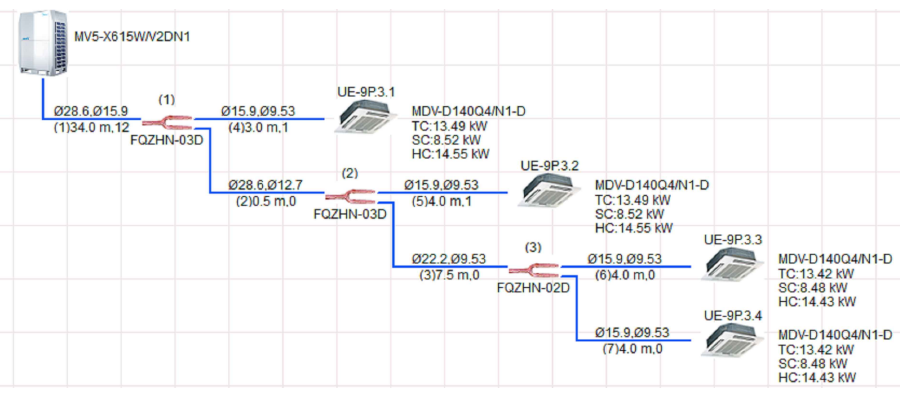 MV5-X615W/V2DN1
Ø28.6,Ø15.9
(1)34.0 m,12
(1)
FQZHN-03D
Ø15.9,Ø9.53
(4)3.0 m,1
UE-9P.3.1
MDV-D140Q4/N1-D
TC:13.49 kW
SC:8.52 kW
HC:14.55 kW
Ø28.6,Ø12.7
(2)0.5 m,0
(2)
FQZHN-03D
Ø15.9,Ø9.53
(5)4.0 m,1
UE-9P.3.2
MDV-D140Q4/N1-D
TC:13.49 kW
SC:8.52 kW
HC:14.55 kW
Ø22.2,Ø9.53
(3)7.5 m,0
(3)
FQZHN-02D
Ø15.9,Ø9.53
(6)4.0 m,0
UE-9P.3.3
MDV-D140Q4/N1-D
TC:13.42 kW
SC:8.48 kW
HC:14.43 kW
Ø15.9,Ø9.53
(7)4.0 m,0
UE-9P.3.4
MDV-D140Q4/N1-D
TC:13.42 kW
SC:8.48 kW
HC:14.43 kW